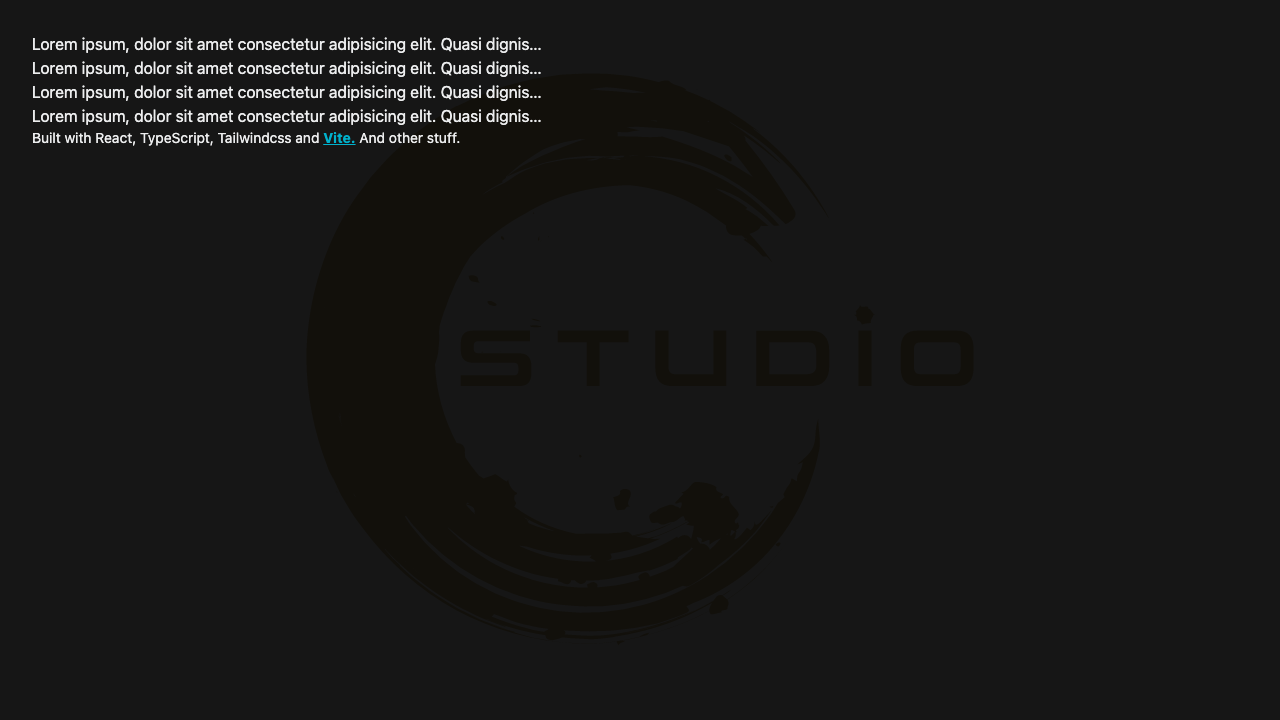 Lorem ipsum, dolor sit amet consectetur adipisicing elit. Quasi dignis...
Lorem ipsum, dolor sit amet consectetur adipisicing elit. Quasi dignis...
Lorem ipsum, dolor sit amet consectetur adipisicing elit. Quasi dignis...
Lorem ipsum, dolor sit amet consectetur adipisicing elit. Quasi dignis...
Built with React, TypeScript, Tailwindcss and Vite. And other stuff.
STUDiO